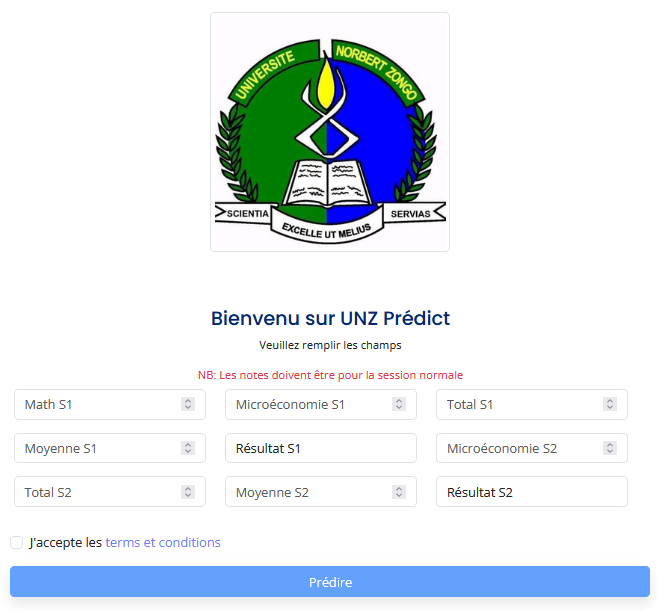 UNIVERSITE NORBERT ZONGO
SCIENTIA
SERVIAS
EXCELLE UT MELIUS
Bienvenu sur UNZ Prédict
Veuillez remplir les champs
NB: Les notes doivent être pour la session normale
Math S1
Microéconomie S1
Total S1
Moyenne S1
Résultat S1
Microéconomie S2
Total S2
Moyenne S2
Résultat S2
J'accepte les terms et conditions
Prédire